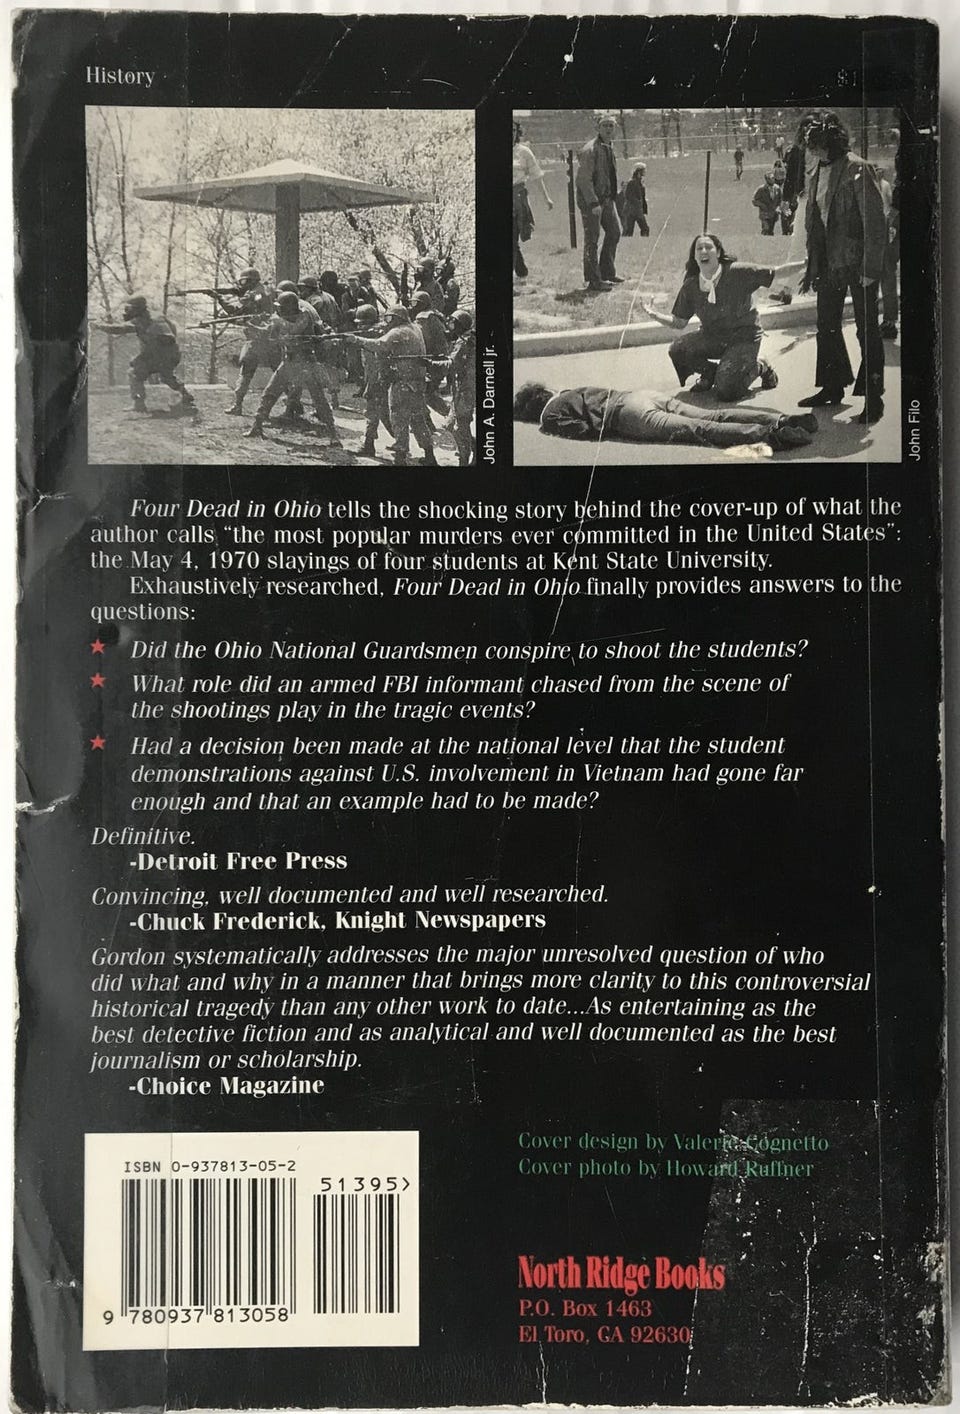 History
$1
John A. Darnell jr.
John Filo
Four Dead in Ohio tells the shocking story behind the cover-up of what the
author calls "the most popular murders ever committed in the United States":
the May 4, 1970 slayings of four students at Kent State University.
Exhaustively researched, Four Dead in Ohio finally provides answers to the
questions:
★ Did the Ohio National Guardsmen conspire to shoot the students?
★ What role did an armed FBI informant chased from the scene of
the shootings play in the tragic events?
★ Had a decision been made at the national level that the student
demonstrations against U.S. involvement in Vietnam had gone far
enough and that an example had to be made?
Definitive.
-Detroit Free Press
Convincing, well documented and well researched.
-Chuck Frederick, Knight Newspapers
Gordon systematically addresses the major unresolved question of who
did what and why in a manner that brings more clarity to this controversial
historical tragedy than any other work to date...As entertaining as the
best detective fiction and as analytical and well documented as the best
journalism or scholarship.
-Choice Magazine
ISBN 0-937813-05-2
51395>
9 780937 813058
Cover design by Valerie Cognetto
Cover photo by Howard Ruffner
North Ridge Books
P.O. Box 1463
El Toro, CA 92630